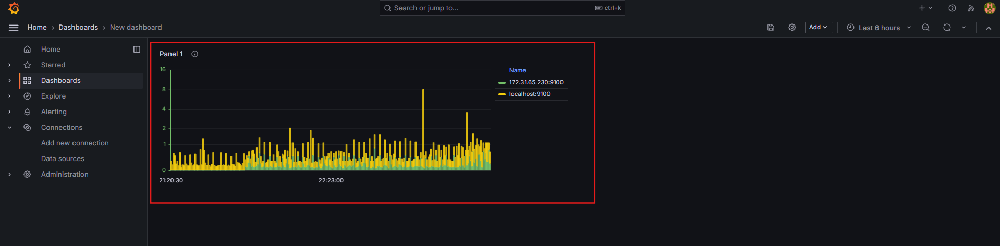 Search or jump to...
ctrl+k
Home › Dashboards › New dashboard
Add
Last 6 hours
Home
Starred
Dashboards
Explore
Alerting
Connections
Add new connection
Data sources
Administration
Panel 1
16
8
4
2
1
0
21:20:30
22:23:00
Name
172.31.65.230:9100
localhost:9100